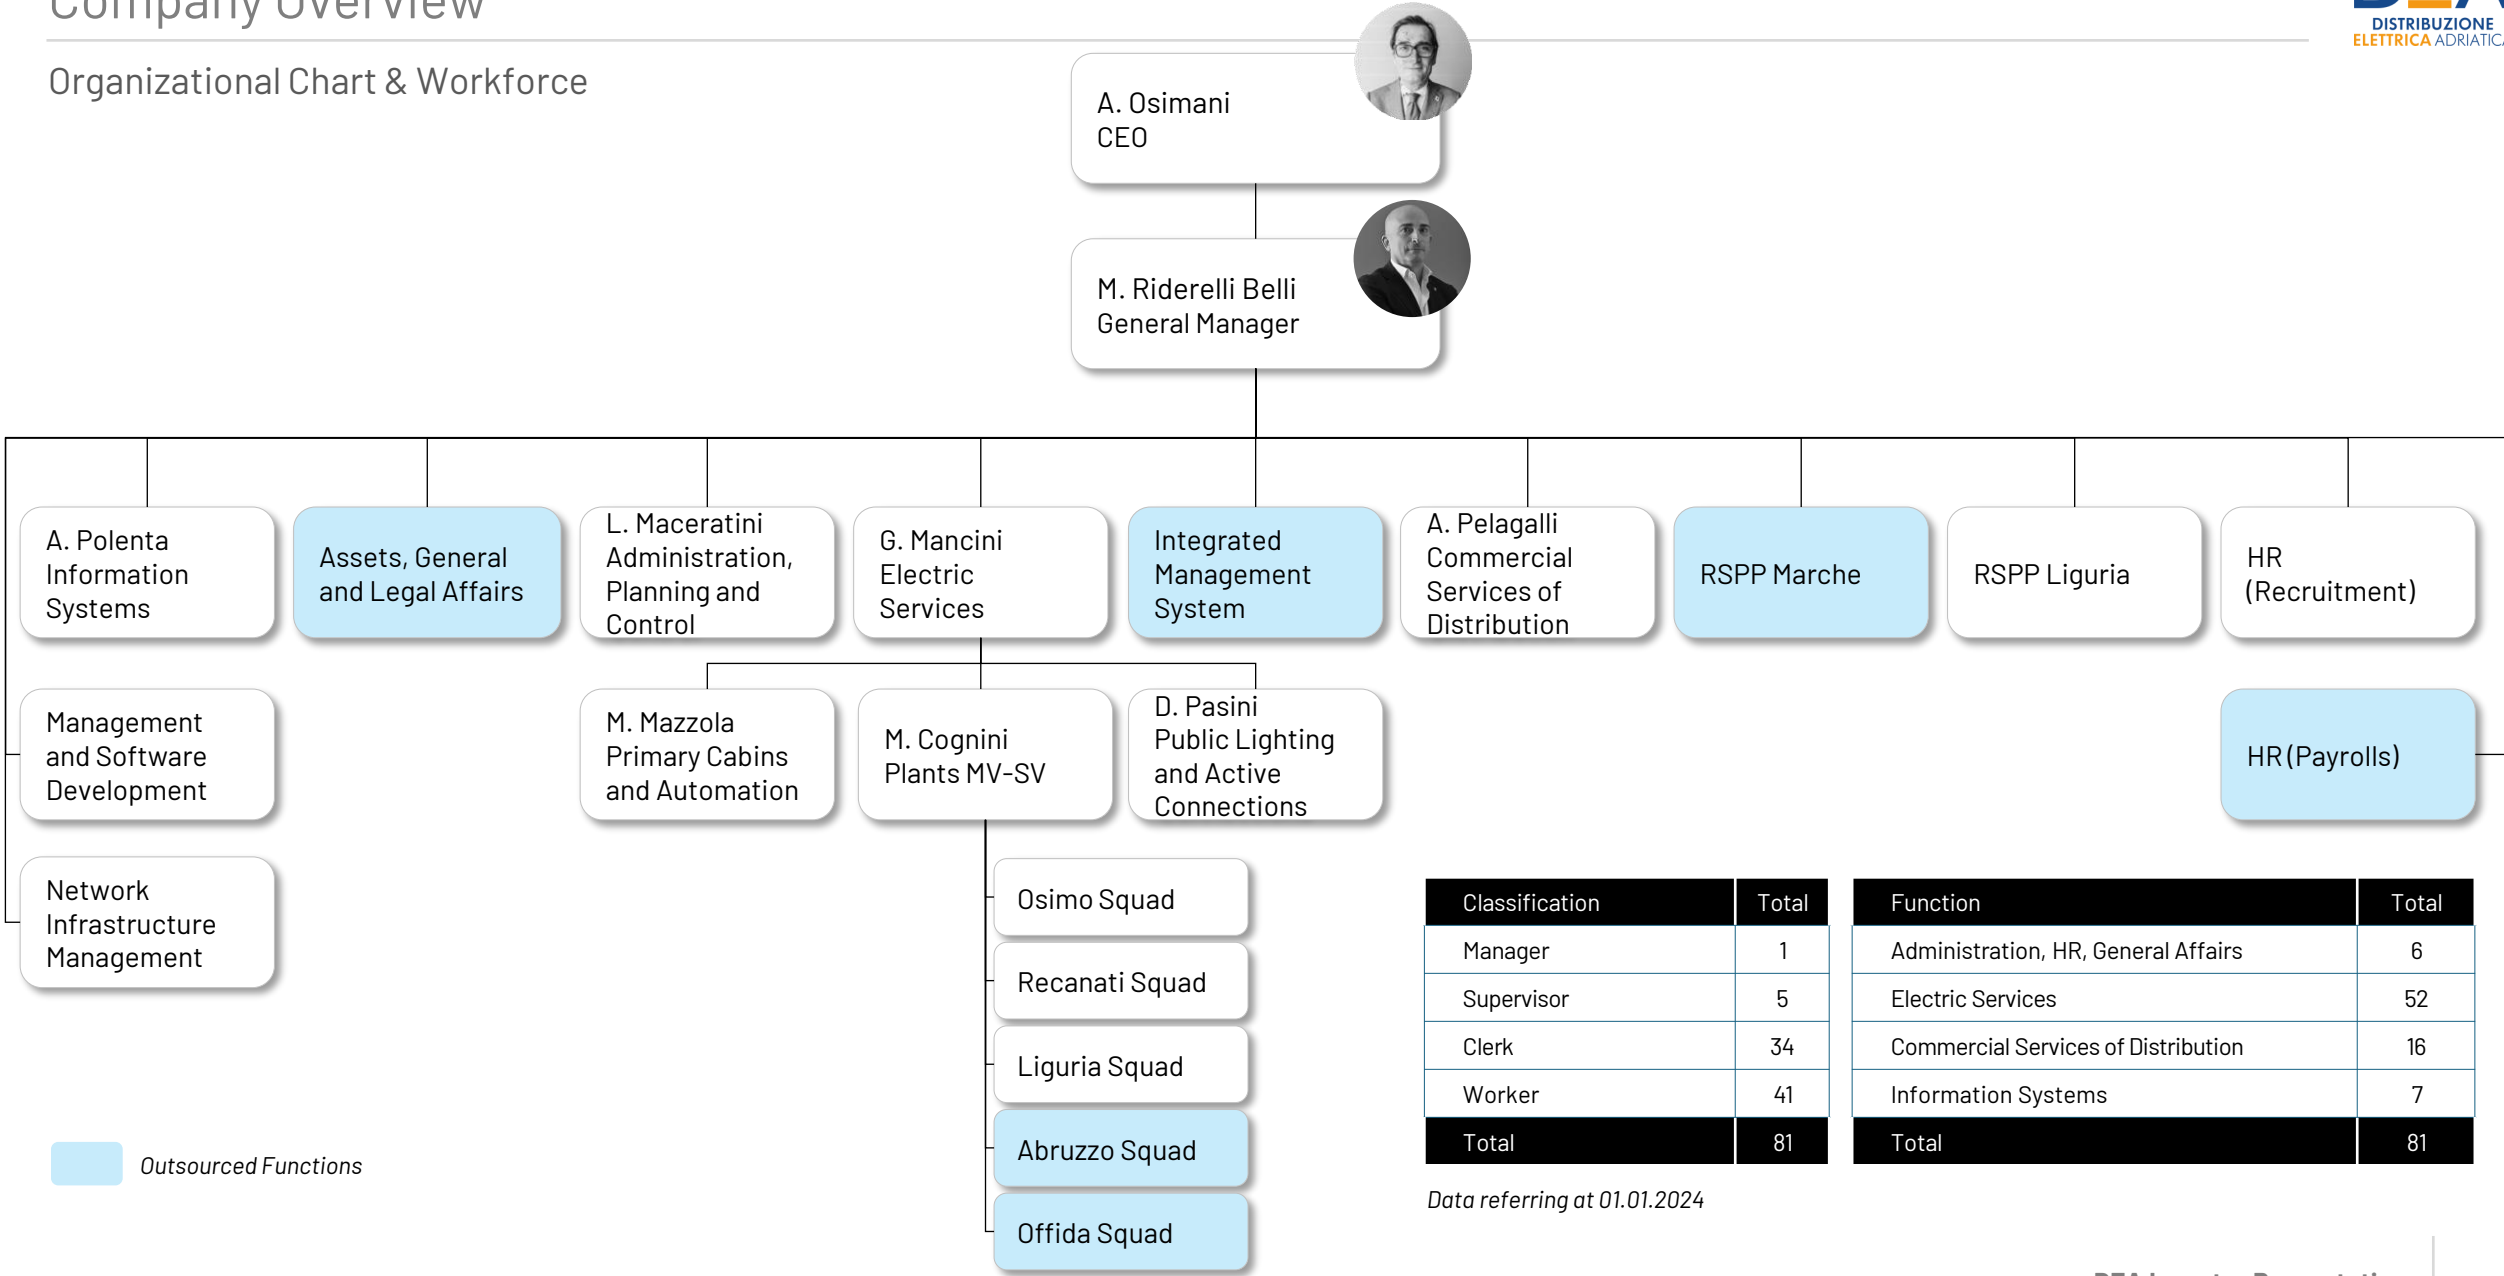 Company Overview
DISTRIBUZIONE
ELETTRICA ADRIATICA
Organizational Chart & Workforce
A. Osimani
CEO
M. Riderelli Belli
General Manager
A. Polenta
Information
Systems
Assets, General
and Legal Affairs
L. Maceratini
Administration,
Planning and
Control
G. Mancini
Electric
Services
Integrated
Management
System
A. Pelagalli
Commercial
Services of
Distribution
RSPP Marche
RSPP Liguria
HR
(Recruitment)
Management
and Software
Development
M. Mazzola
Primary Cabins
and Automation
M. Cognini
Plants MV-SV
D. Pasini
Public Lighting
and Active
Connections
HR (Payrolls)
Network
Infrastructure
Management
Osimo Squad
Recanati Squad
Liguria Squad
Abruzzo Squad
Offida Squad
Classification Total
Manager 1
Supervisor 5
Clerk 34
Worker 41
Total 81
Function Total
Administration, HR, General Affairs 6
Electric Services 52
Commercial Services of Distribution 16
Information Systems 7
Total 81
Outsourced Functions
Data referring at 01.01.2024